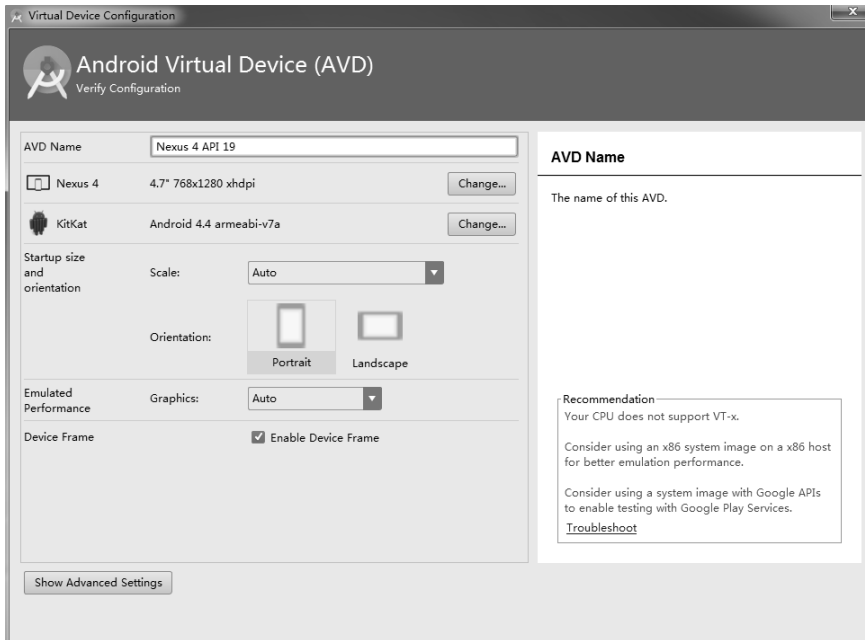 Virtual Device Configuration
Android Virtual Device (AVD)
Verify Configuration
AVD Name
Nexus 4 API 19
Nexus 4
4.7" 768x1280 xhdpi
Change...
KitKat
Android 4.4 armeabi-v7a
Change...
Startup size
and
orientation
Scale:
Auto
Orientation:
Portrait
Landscape
Emulated
Performance
Graphics:
Auto
Device Frame
Enable Device Frame
Show Advanced Settings
AVD Name
The name of this AVD.
Recommendation
Your CPU does not support VT-x.
Consider using an x86 system image on a x86 host
for better emulation performance.
Consider using a system image with Google APIs
to enable testing with Google Play Services.
Troubleshoot